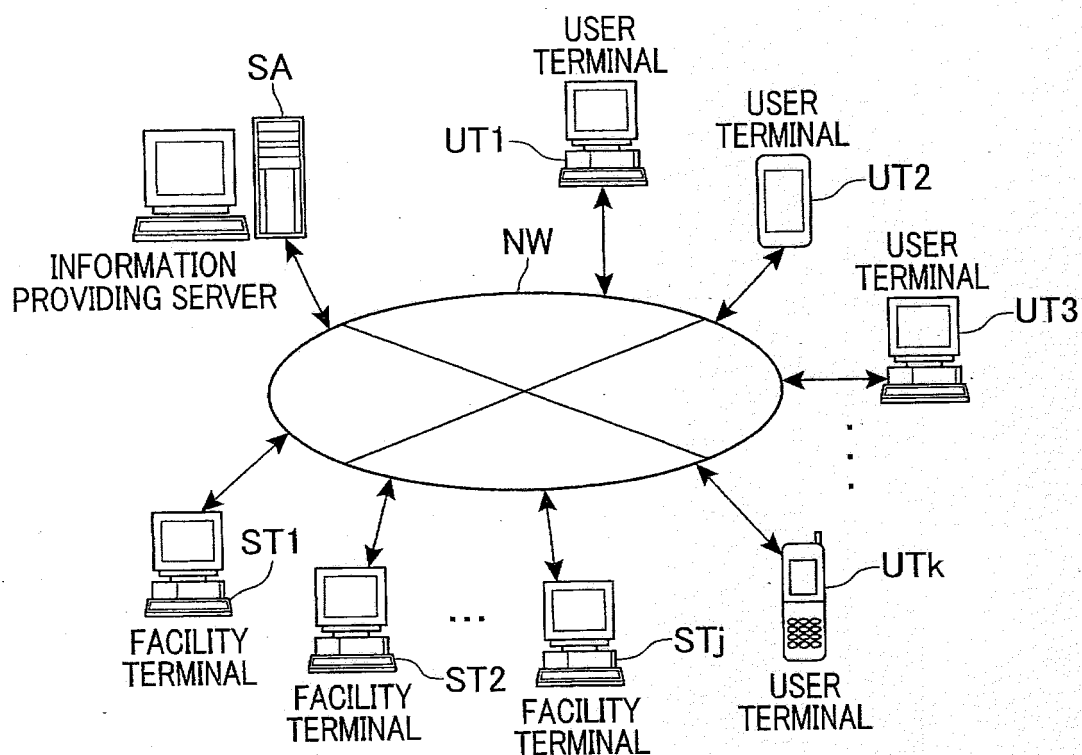 USER
TERMINAL
SA
UT1
USER
TERMINAL
UT2
NW
INFORMATION
PROVIDING SERVER
USER
TERMINAL
UT3
ST1
FACILITY
TERMINAL
ST2
FACILITY
TERMINAL
...
STj
FACILITY
TERMINAL
UTk
USER
TERMINAL